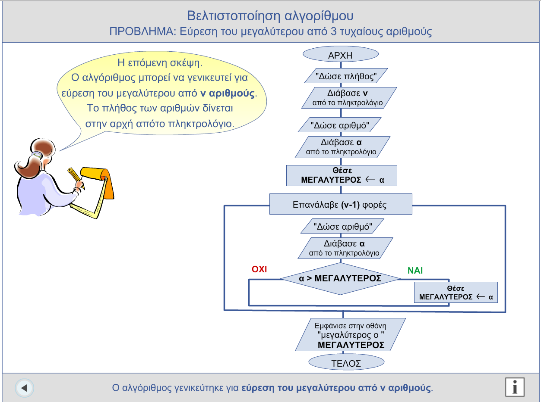 Βελτιστοποίηση αλγορίθμου
ΠΡΟΒΛΗΜΑ: Εύρεση του μεγαλύτερου από 3 τυχαίους αριθμούς
Η επόμενη σκέψη.
Ο αλγόριθμος μπορεί να γενικευτεί για
εύρεση του μεγαλύτερου από ν αριθμούς.
Το πλήθος των αριθμών δίνεται
στην αρχή απότο πληκτρολόγιο.
ΑΡΧΗ
"Δώσε πλήθος"
Διάβασε ν
από το πληκτρολόγιο
"Δώσε αριθμό"
Διάβασε α
από το πληκτρολόγιο
Θέσε
ΜΕΓΑΛΥΤΕΡΟΣ ← α
Επανάλαβε (ν-1) φορές
"Δώσε αριθμό"
Διάβασε α
από το πληκτρολόγιο
ΟΧΙ
α > ΜΕΓΑΛΥΤΕΡΟΣ
ΝΑΙ
Θέσε
ΜΕΓΑΛΥΤΕΡΟΣ ← α
Εμφάνισε στην οθόνη
"μεγαλύτερος ο "
ΜΕΓΑΛΥΤΕΡΟΣ
ΤΕΛΟΣ
Ο αλγόριθμος γενικεύτηκε για εύρεση του μεγαλύτερου από ν αριθμούς.
i